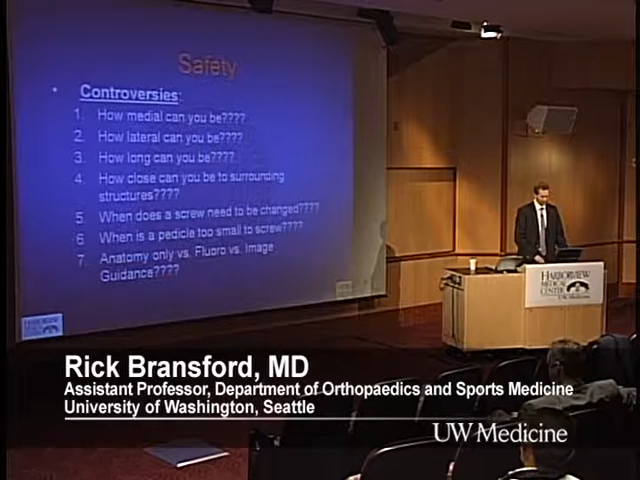 Safety
• Controversies:
1. How medial can you be????
2. How lateral can you be????
3. How long can you be????
4. How close can you be to surrounding
structures????
5 When does a screw need to be changed????
6 When is a pedicle too small to screw????
7. Anatomy only vs. Fluoro vs. Image
Guidance????
HARBORVIEW
MEDICAL
CENTER
UW Medicine
HARBORVIEW
Rick Bransford, MD
Assistant Professor, Department of Orthopaedics and Sports Medicine
University of Washington, Seattle
UW Medicine